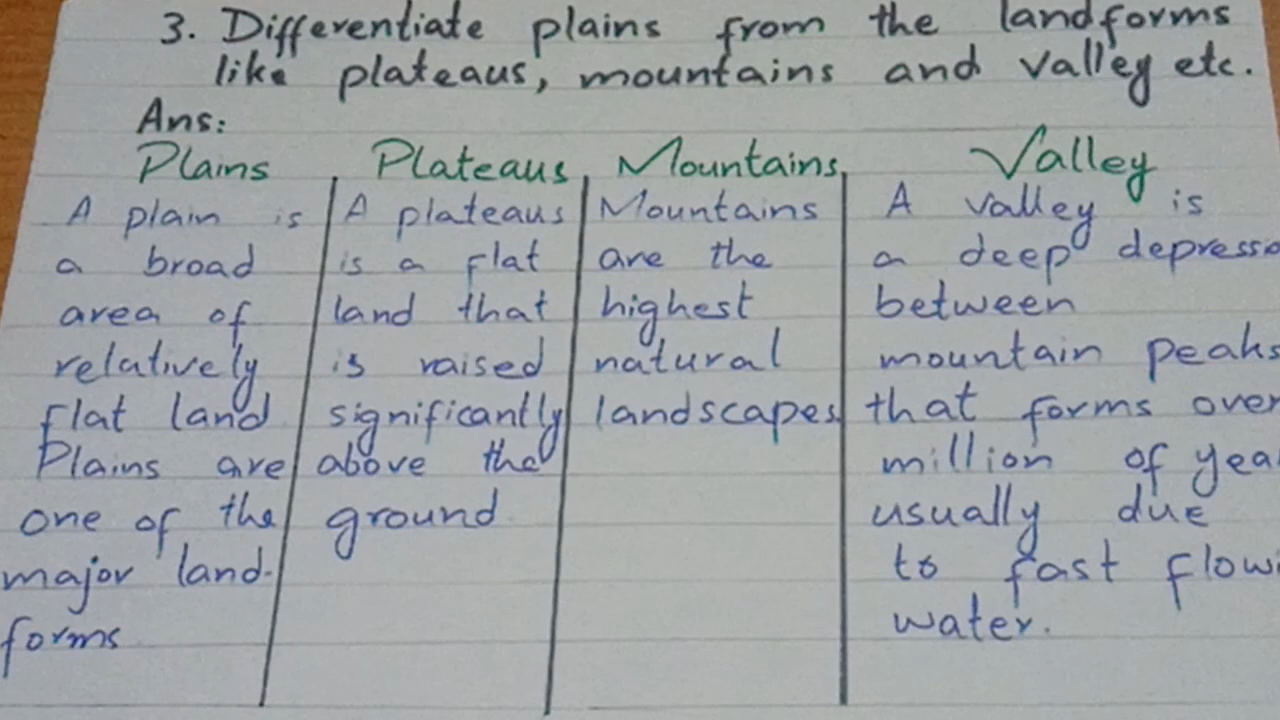 3. Differentiate plains from the landforms
like plateaus, mountains and valley etc.
Ans:
Plains
A plain is
a broad
area of
relatively
flat land
Plains are
one of the
major land-
forms
Plateaus
A plateaus
is a flat
land that
is raised
significantly
above the
ground
Mountains
Mountains
are the
highest
natural
landscapes
Valley
A valley is
a deep
between
mountain peaks
that forms over
million of
usually due
to fast
water.